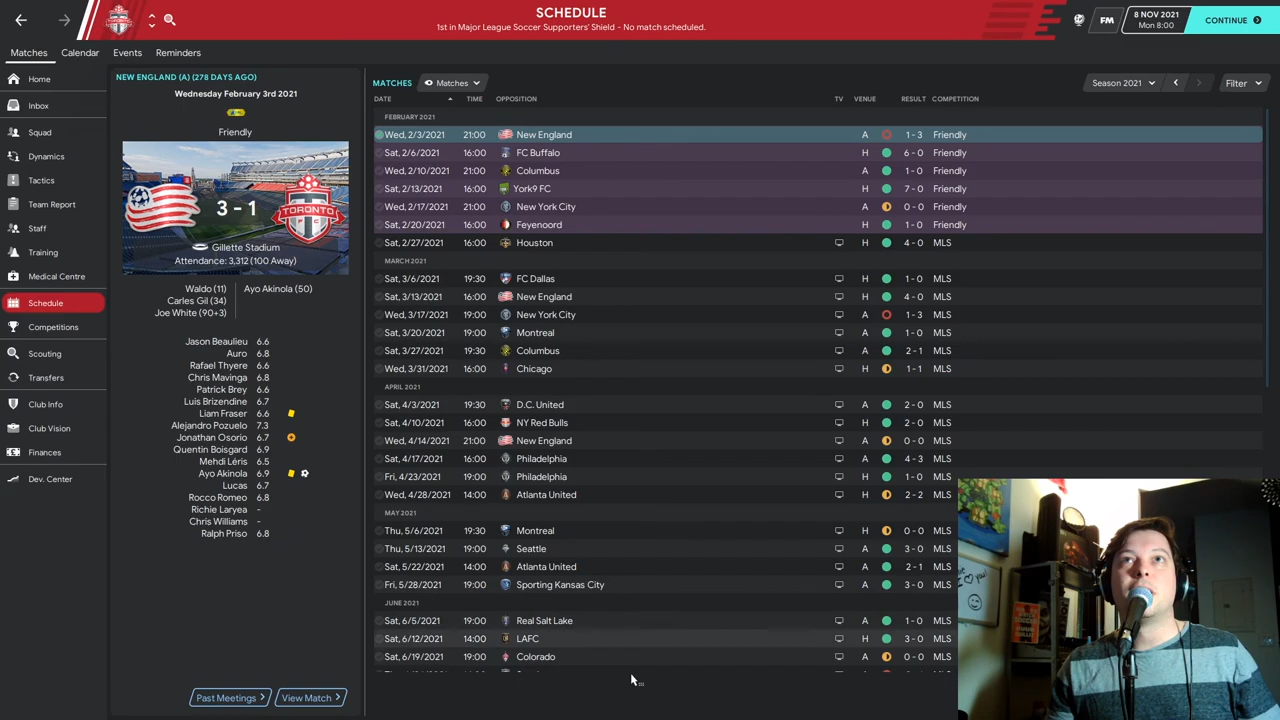 SCHEDULE
1st in Major League Soccer Supporters' Shield - No match scheduled.
FM
8 NOV 2021
Mon 8:00
CONTINUE
Matches Calendar Events Reminders
Home
Inbox
Squad
Dynamics
Tactics
Team Report
Staff
Training
Medical Centre
Schedule
Competitions
Scouting
Transfers
Club Info
Club Vision
Finances
Dev. Center
NEW ENGLAND (A) (278 DAYS AGO)
Wednesday February 3rd 2021
Friendly
3 - 1
TORONTO
Gillette Stadium
Attendance: 3,312 (100 Away)
Waldo (11) Ayo Akinola (50)
Carles Gil (34)
Joe White (90+3)
Jason Beaulieu 6.6
Auro 6.8
Rafael Thyere 6.6
Chris Mavinga 6.8
Patrick Brey 6.6
Luis Brizendine 6.7
Liam Fraser 6.6
Alejandro Pozuelo 7.3
Jonathan Osorio 6.7
Quentin Boisgard 6.9
Mehdi Léris 6.5
Ayo Akinola 6.9
Lucas 6.7
Rocco Romeo 6.8
Richie Laryea -
Chris Williams -
Ralph Priso 6.8
Past Meetings View Match
MATCHES Matches Season 2021 Filter
DATE TIME OPPOSITION TV VENUE RESULT COMPETITION
FEBRUARY 2021
Wed, 2/3/2021 21:00 New England A 1 - 3 Friendly
Sat, 2/6/2021 16:00 FC Buffalo H 6 - 0 Friendly
Wed, 2/10/2021 21:00 Columbus A 1 - 0 Friendly
Sat, 2/13/2021 16:00 York9 FC H 7 - 0 Friendly
Wed, 2/17/2021 21:00 New York City A 0 - 0 Friendly
Sat, 2/20/2021 16:00 Feyenoord H 1 - 0 Friendly
Sat, 2/27/2021 16:00 Houston H 4 - 0 MLS
MARCH 2021
Sat, 3/6/2021 19:30 FC Dallas H 1 - 0 MLS
Sat, 3/13/2021 16:00 New England H 4 - 0 MLS
Wed, 3/17/2021 19:00 New York City A 1 - 3 MLS
Sat, 3/20/2021 19:00 Montreal A 1 - 0 MLS
Sat, 3/27/2021 19:30 Columbus A 2 - 1 MLS
Wed, 3/31/2021 16:00 Chicago H 1 - 1 MLS
APRIL 2021
Sat, 4/3/2021 19:30 D.C. United A 2 - 0 MLS
Sat, 4/10/2021 16:00 NY Red Bulls H 2 - 0 MLS
Wed, 4/14/2021 21:00 New England A 0 - 0 MLS
Sat, 4/17/2021 16:00 Philadelphia A 4 - 3 MLS
Fri, 4/23/2021 19:00 Philadelphia H 1 - 0 MLS
Wed, 4/28/2021 14:00 Atlanta United H 2 - 2 MLS
MAY 2021
Thu, 5/6/2021 19:30 Montreal H 0 - 0 MLS
Thu, 5/13/2021 19:00 Seattle A 3 - 0 MLS
Sat, 5/22/2021 14:00 Atlanta United A 2 - 1 MLS
Fri, 5/28/2021 19:00 Sporting Kansas City A 3 - 0 MLS
JUNE 2021
Sat, 6/5/2021 19:00 Real Salt Lake A 1 - 0 MLS
Sat, 6/12/2021 14:00 LAFC H 3 - 0 MLS
Sat, 6/19/2021 19:00 Colorado A 0 - 0 MLS